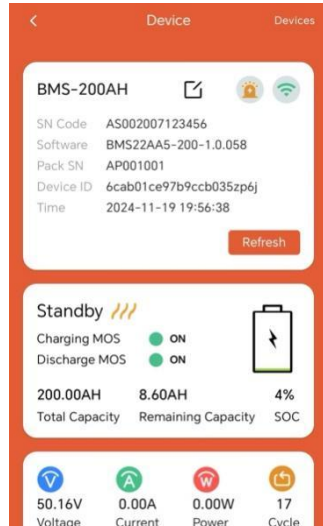 Device Devices
BMS-200AH
SN Code AS002007123456
Software BMS22AA5-200-1.0.058
Pack SN AP001001
Device ID 6cab01ce97b9ccb035zp6j
Time 2024-11-19 19:56:38
Refresh
Standby
Charging MOS ON
Discharge MOS ON
200.00AH 8.60AH 4%
Total Capacity Remaining Capacity SOC
V A W
50.16V 0.00A 0.00W 17
Voltage Current Power Cycle